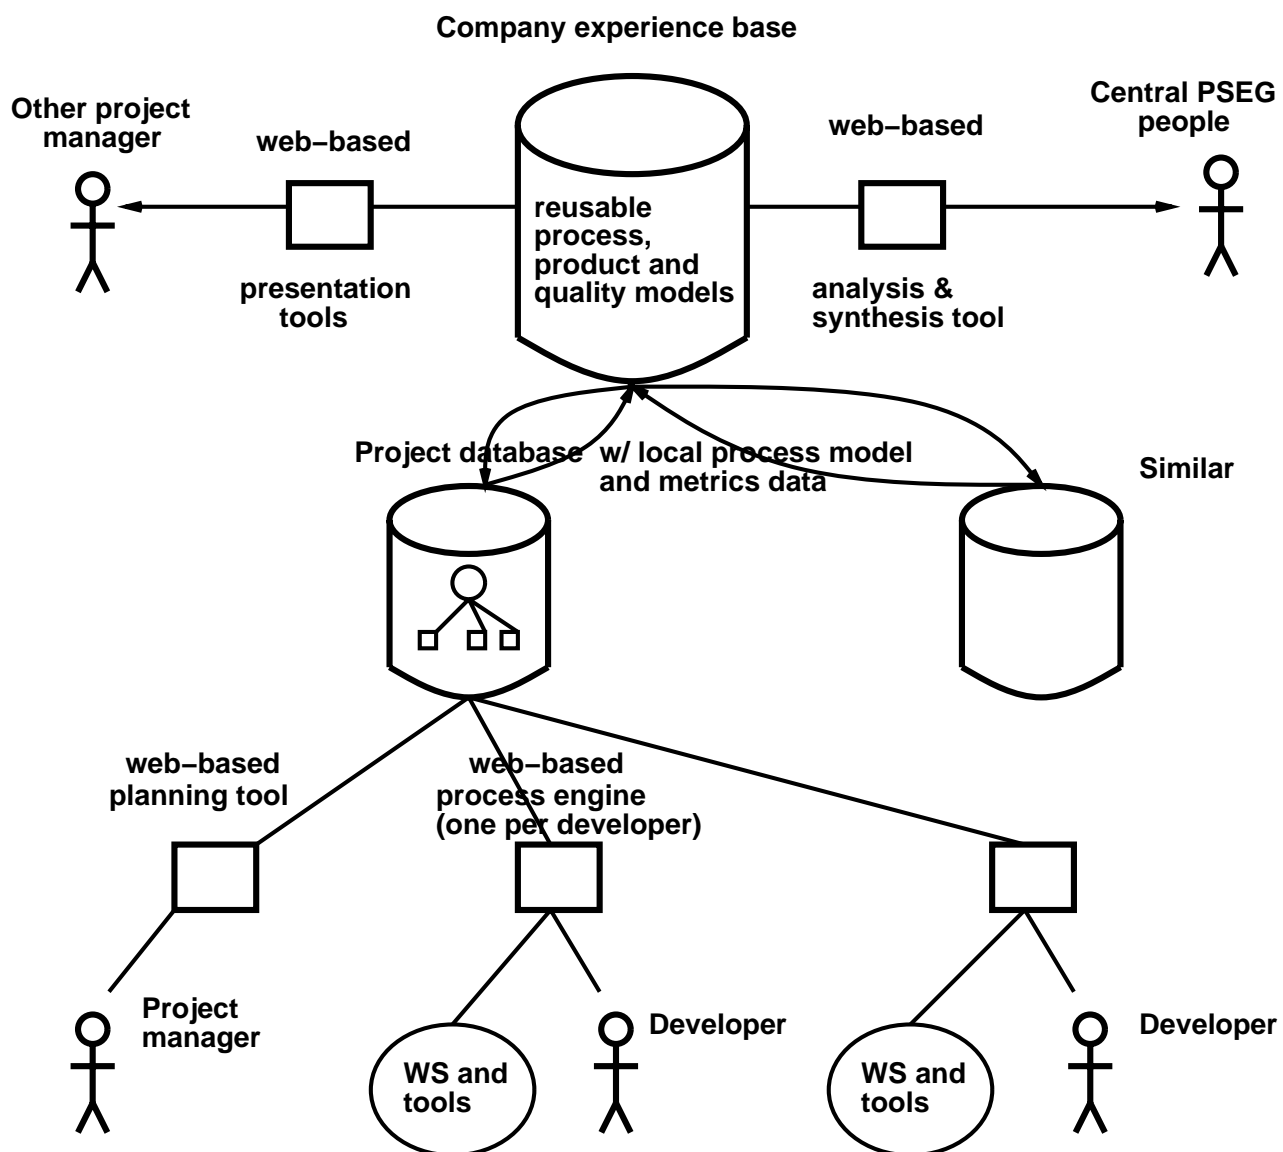 Company experience base
Other project
manager
web–based
web–based
Central PSEG
people
reusable
process,
product and
quality models
presentation
tools
analysis &
synthesis tool
Project database
w/ local process model
and metrics data
Similar
web–based
planning tool
web–based
process engine
(one per developer)
Project
manager
Developer
Developer
WS and
tools
WS and
tools